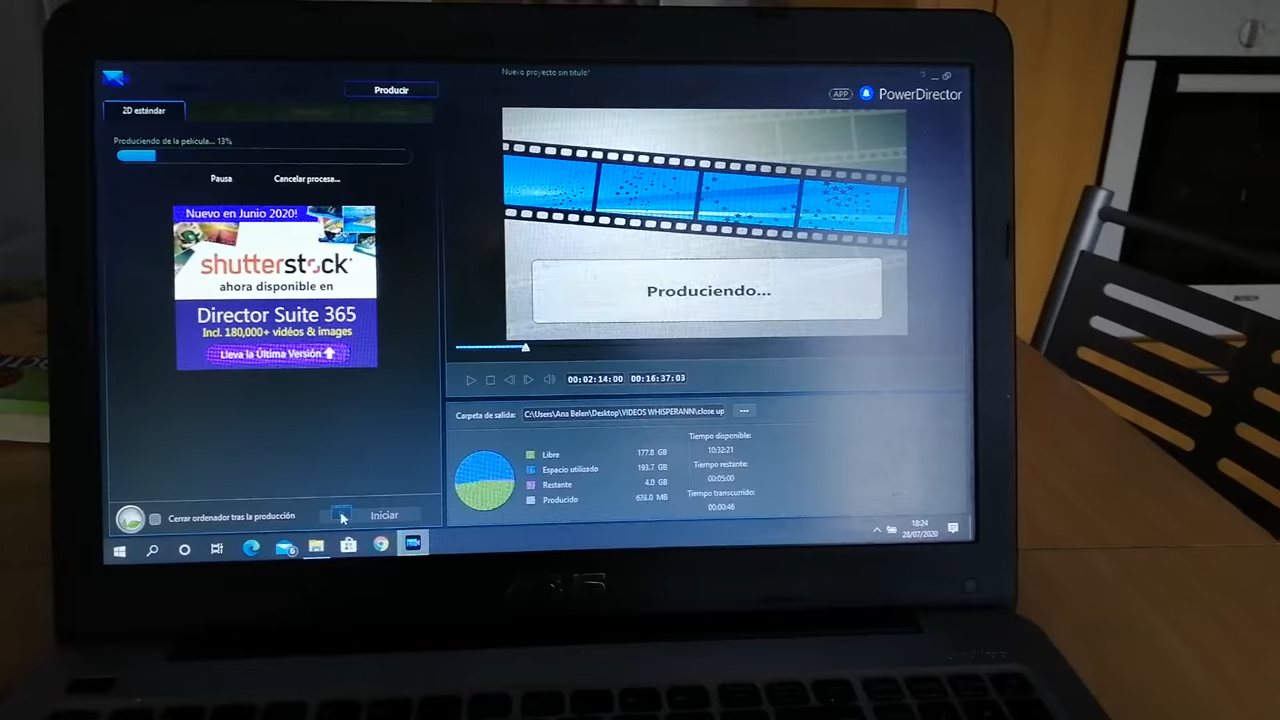 Nuevo proyecto sin titulo*
Producir
APP
PowerDirector
2D estándar
Produciendo de la película... 13%
Pausa
Cancelar procesa...
Nuevo en Junio 2020!
shutterstock
ahora disponible en
Director Suite 365
Incl. 180,000+ vídeos & images
Lleva la Última Versión
Produciendo...
00:02:14:00
00:16:37:03
Carpeta de salida:
C:\Users\Ana Belen\Desktop\VIDEOS WHISPERANN\close up
...
Libre 177.8 GB
Espacio utilizado 193.7 GB
Restante 4.0 GB
Producido 628.0 MB
Tiempo disponible:
10:32:21
Tiempo restante:
00:05:00
Tiempo transcurrido:
00:00:46
Cerrar ordenador tras la producción
Iniciar
18:24
28/07/2020
ASUS